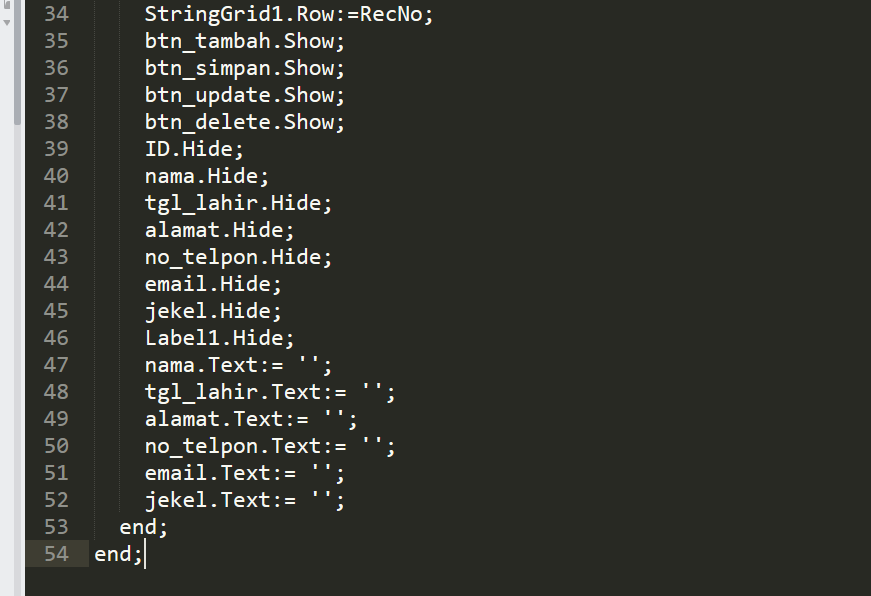 34 StringGrid1.Row:=RecNo;
35 btn_tambah.Show;
36 btn_simpan.Show;
37 btn_update.Show;
38 btn_delete.Show;
39 ID.Hide;
40 nama.Hide;
41 tgl_lahir.Hide;
42 alamat.Hide;
43 no_telpon.Hide;
44 email.Hide;
45 jekel.Hide;
46 Label1.Hide;
47 nama.Text:= '';
48 tgl_lahir.Text:= '';
49 alamat.Text:= '';
50 no_telpon.Text:= '';
51 email.Text:= '';
52 jekel.Text:= '';
53 end;
54 end;